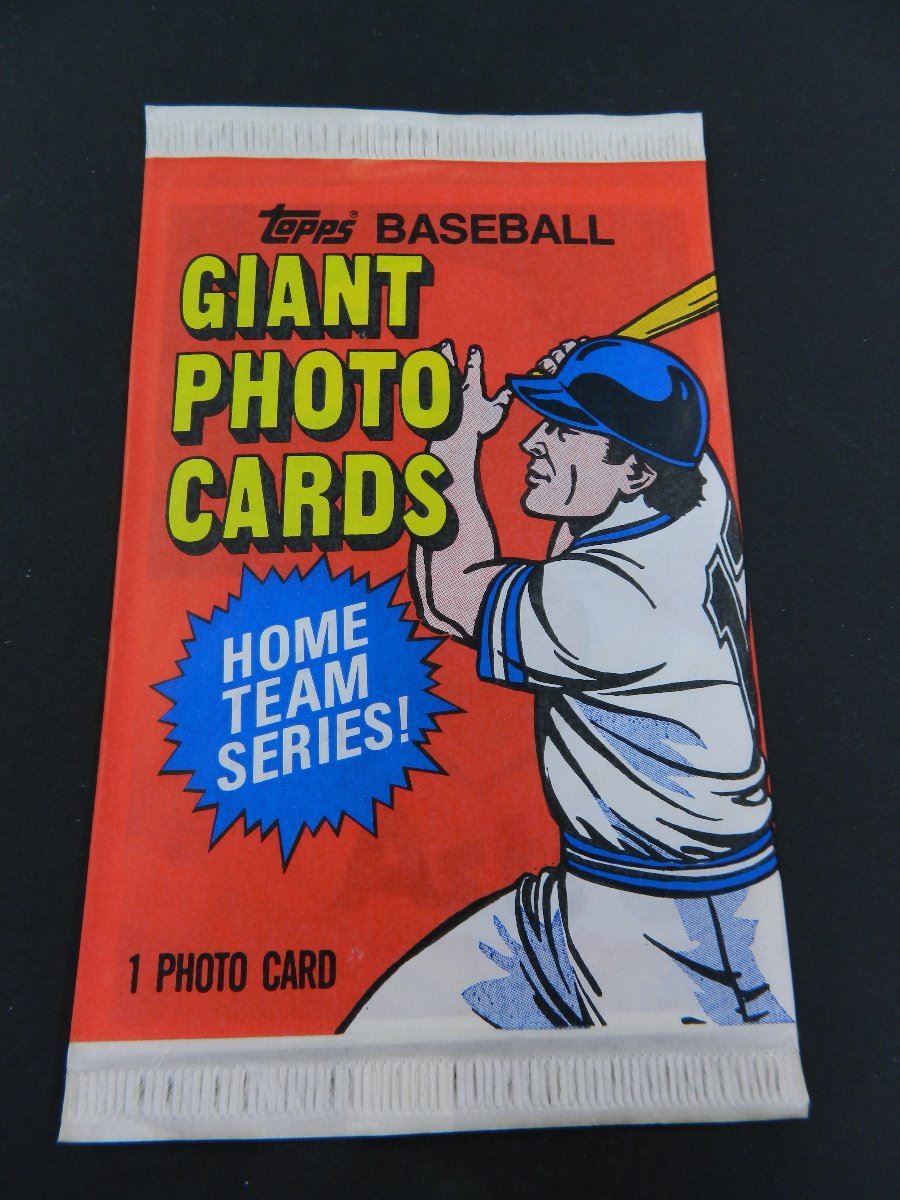 topps® BASEBALL
GIANT
PHOTO
CARDS
HOME
TEAM
SERIES!
1 PHOTO CARD